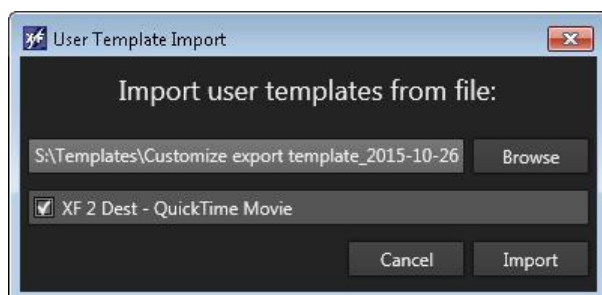 XF User Template Import
Import user templates from file:
S:\Templates\Customize export template_2015-10-26 Browse
XF 2 Dest - QuickTime Movie
Cancel Import